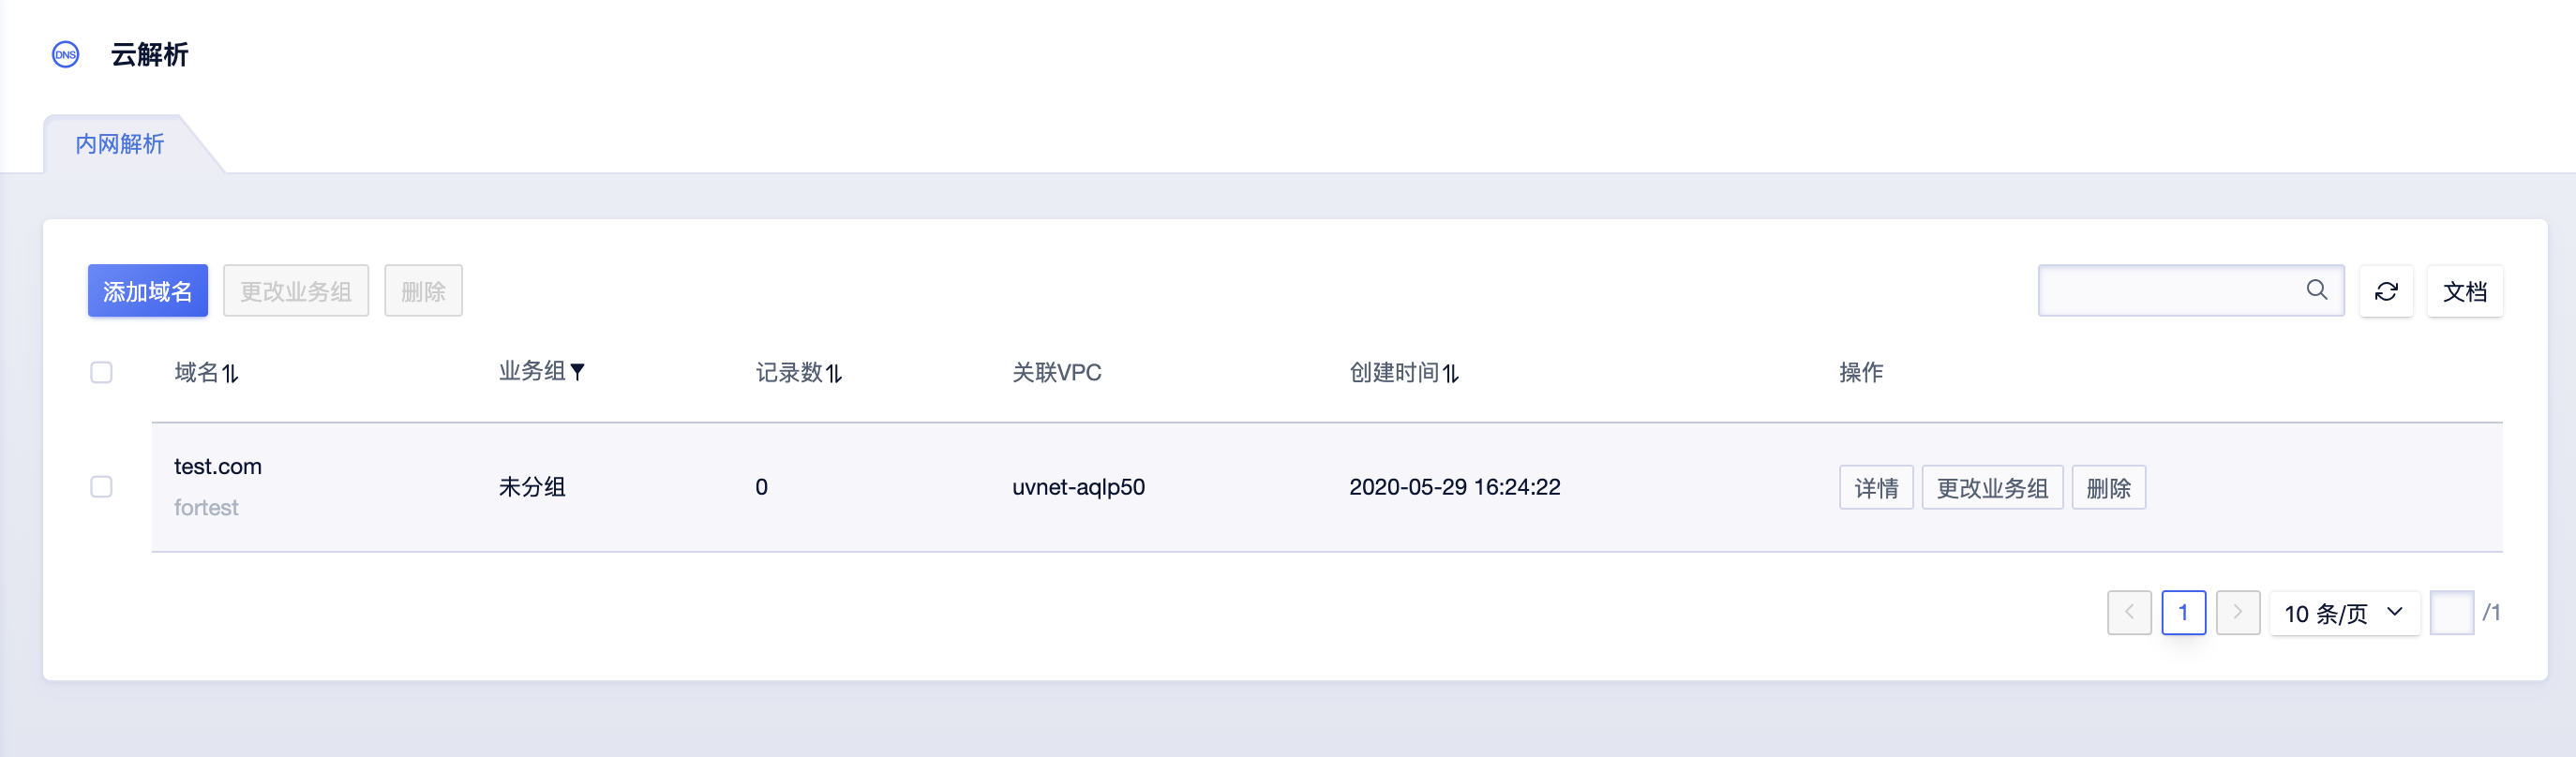 DNS 云解析
内网解析
添加域名 更改业务组 删除 文档
域名 业务组 记录数 关联VPC 创建时间 操作
test.com
fortest
未分组 0 uvnet-aqlp50 2020-05-29 16:24:22 详情 更改业务组 删除
1 10 条/页 /1